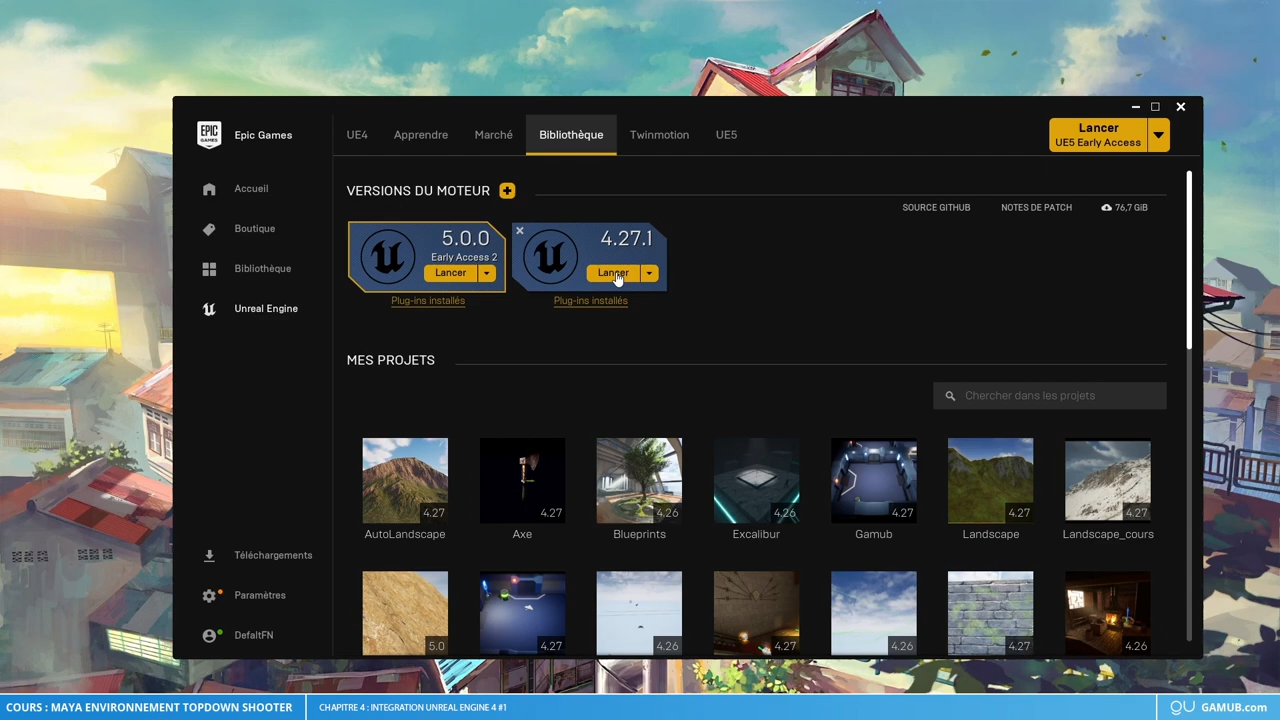 EPIC GAMES
Epic Games
UE4
Apprendre
Marché
Bibliothèque
Twinmotion
UE5
Lancer
UE5 Early Access
Accueil
Boutique
Bibliothèque
Unreal Engine
Téléchargements
Paramètres
DefaltFN
VERSIONS DU MOTEUR
SOURCE GITHUB
NOTES DE PATCH
76,7 GiB
5.0.0
Early Access 2
Lancer
Plug-ins installés
4.27.1
Lancer
Plug-ins installés
MES PROJETS
Chercher dans les projets
4.27
AutoLandscape
4.27
Axe
4.26
Blueprints
4.26
Excalibur
4.27
Gamub
4.27
Landscape
4.27
Landscape_cours
5.0
4.27
4.26
4.27
4.26
4.27
4.26
COURS : MAYA ENVIRONNEMENT TOPDOWN SHOOTER
CHAPITRE 4 : INTEGRATION UNREAL ENGINE 4 #1
GAMUB.com